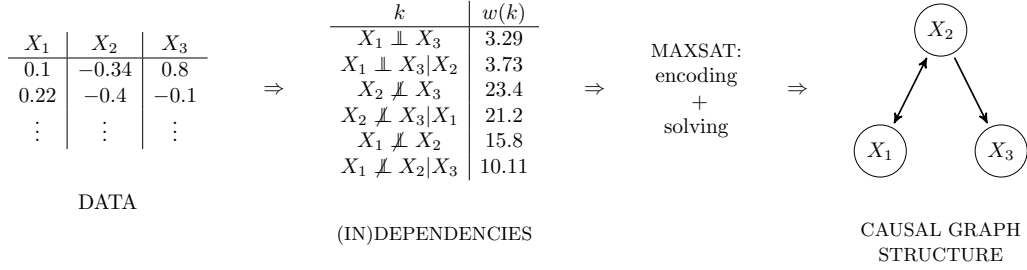 X₁ X₂ X₃
0.1 −0.34 0.8
0.22 −0.4 −0.1
⋮ ⋮ ⋮
DATA
⇒
k w(k)
X₁ ⊥⊥ X₃ 3.29
X₁ ⊥⊥ X₃|X₂ 3.73
X₂ ⊥̸⊥ X₃ 23.4
X₂ ⊥̸⊥ X₃|X₁ 21.2
X₁ ⊥̸⊥ X₂ 15.8
X₁ ⊥̸⊥ X₂|X₃ 10.11
(IN)DEPENDENCIES
⇒
MAXSAT:
encoding
+
solving
⇒
X₂
X₁ X₃
CAUSAL GRAPH
STRUCTURE